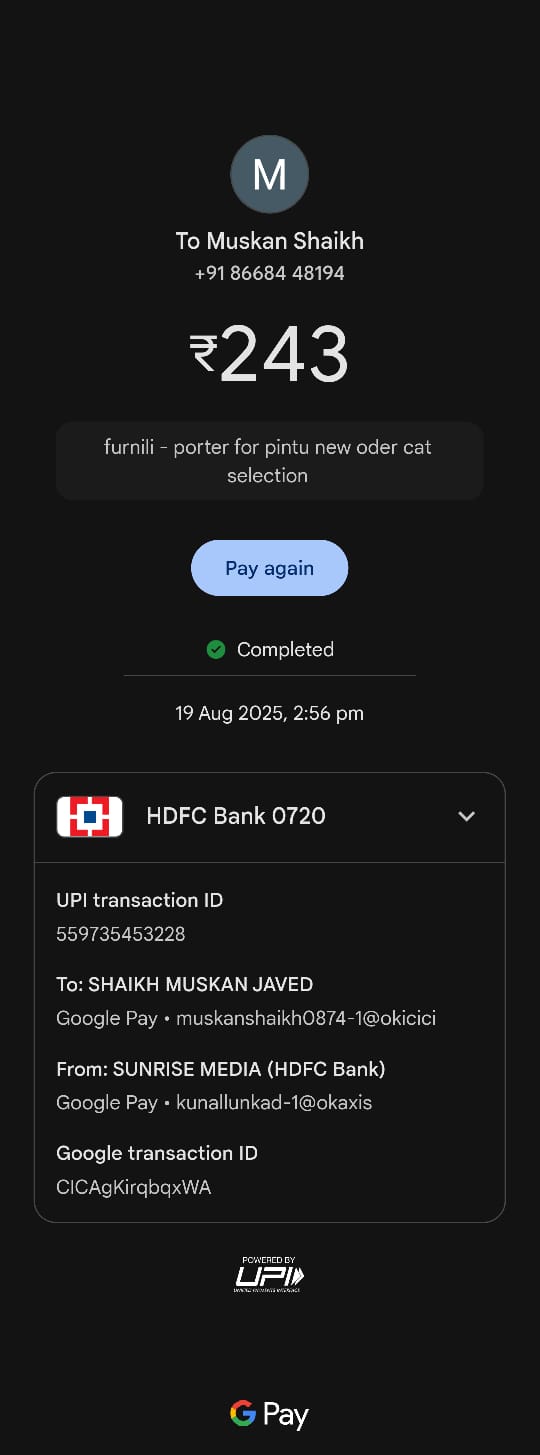 M
To Muskan Shaikh
+91 86684 48194
₹243
furnili - porter for pintu new oder cat
selection
Pay again
Completed
19 Aug 2025, 2:56 pm
HDFC Bank 0720
UPI transaction ID
559735453228
To: SHAIKH MUSKAN JAVED
Google Pay • muskanshaikh0874-1@okicici
From: SUNRISE MEDIA (HDFC Bank)
Google Pay • kunallunkad-1@okaxis
Google transaction ID
CICAgKirqbqxWA
POWERED BY
UPI
UNIFIED PAYMENTS INTERFACE
G Pay